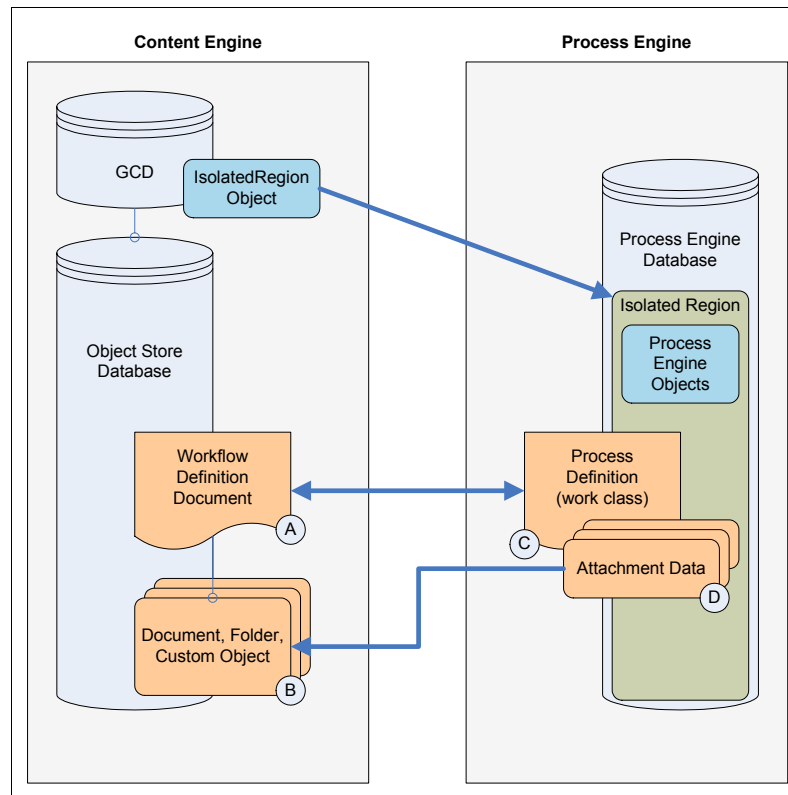 Content Engine
Process Engine
GCD
IsolatedRegion
Object
Process Engine
Database
Isolated Region
Process
Engine
Objects
Object Store
Database
Workflow
Definition
Document
A
Process
Definition
(work class)
C
Attachment Data
D
Document, Folder,
Custom Object
B